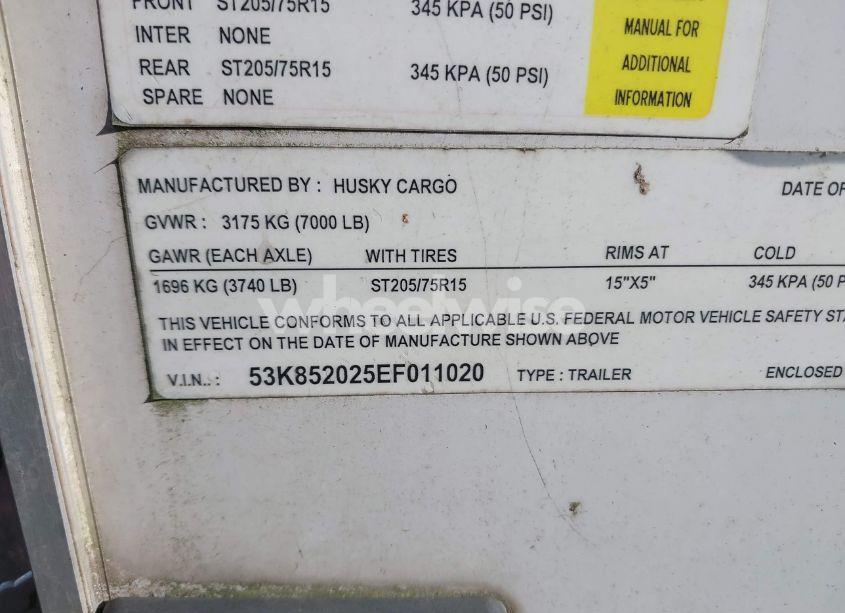 FRONT ST205/75R15 345 KPA (50 PSI)
INTER NONE
REAR ST205/75R15 345 KPA (50 PSI)
SPARE NONE
MANUAL FOR
ADDITIONAL
INFORMATION
MANUFACTURED BY : HUSKY CARGO DATE OF
GVWR : 3175 KG (7000 LB)
GAWR (EACH AXLE) WITH TIRES RIMS AT COLD
1696 KG (3740 LB) ST205/75R15 15"X5" 345 KPA (50 P
wheelwise
THIS VEHICLE CONFORMS TO ALL APPLICABLE U.S. FEDERAL MOTOR VEHICLE SAFETY STA
IN EFFECT ON THE DATE OF MANUFACTURE SHOWN ABOVE
V.I.N.. : 53K852025EF011020 TYPE : TRAILER ENCLOSED